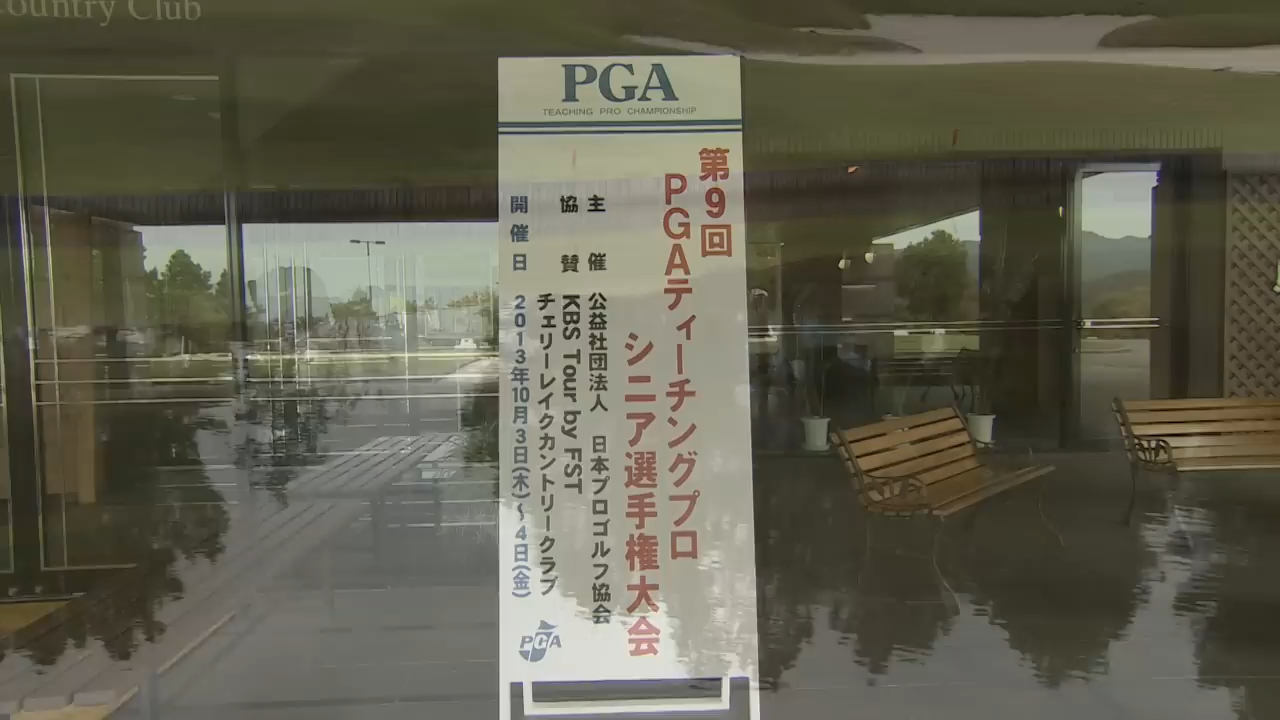 Country Club
PGA
TEACHING PRO CHAMPIONSHIP
第9回
PGAティーチングプロ
シニア選手権大会
主催 公益社団法人 日本プロゴルフ協会
協賛 KBS Tour by FST
チェリーレイクカントリークラブ
開催日 2013年10月3日(木)~4日(金)
PGA